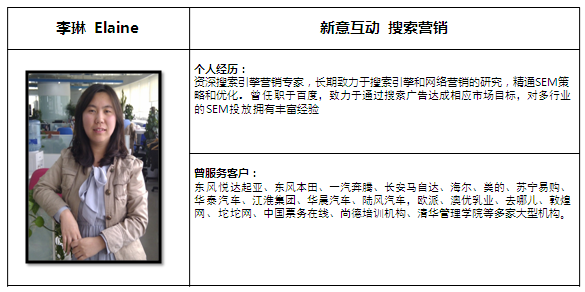 李琳 Elaine
新意互动 搜索营销
个人经历：
资深搜索引擎营销专家，长期致力于搜索引擎和网络营销的研究，精通SEM策
略和优化。曾任职于百度，致力于通过搜索广告达成相应市场目标，对多行业
的SEM投放拥有丰富经验
曾服务客户：
东风悦达起亚、东风本田、一汽奔腾、长安马自达、海尔、美的、苏宁易购、
华泰汽车、江淮集团、华晨汽车、陆风汽车，欧派、澳优乳业、去哪儿、敦煌
网、坨坨网、中国票务在线、尚德培训机构、清华管理学院等多家大型机构。